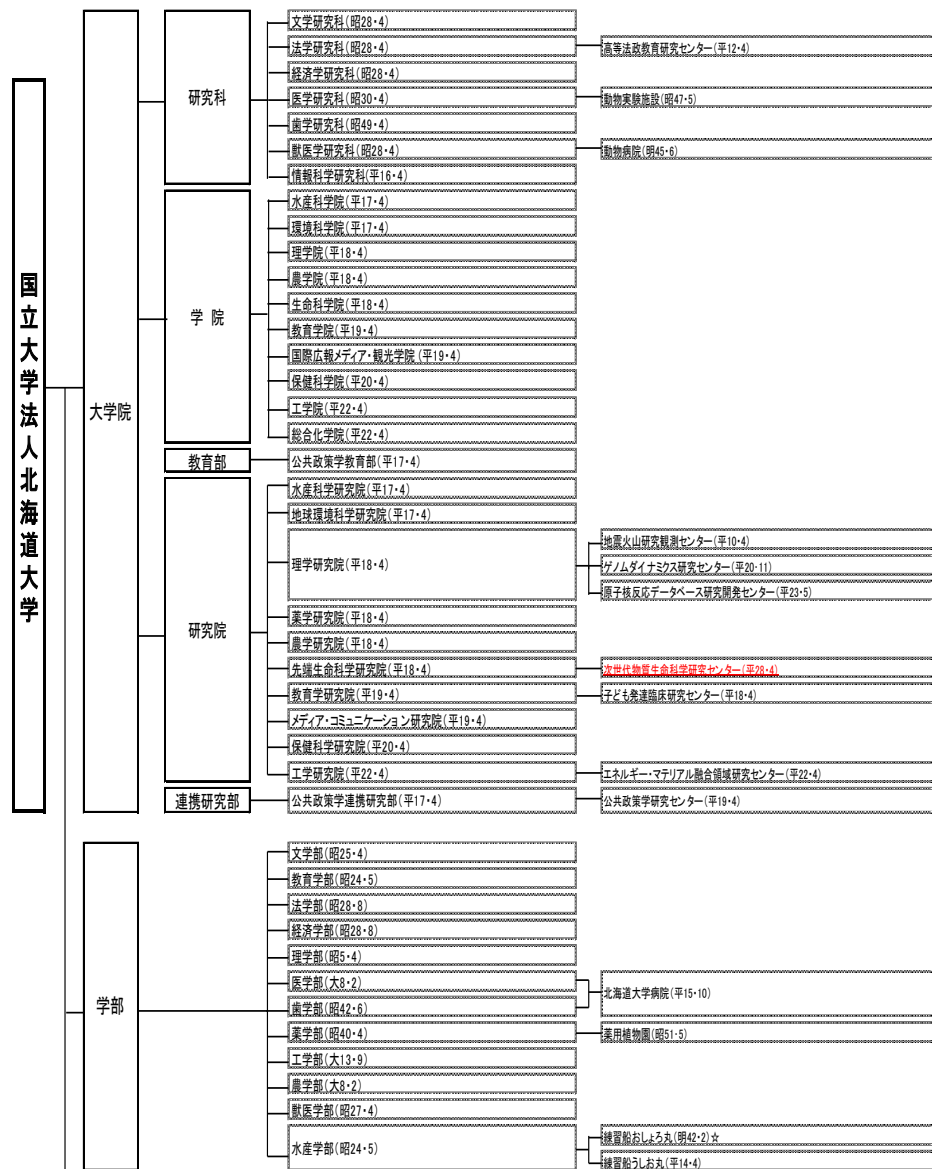 国立大学法人北海道大学
大学院
研究科
文学研究科(昭28・4)
法学研究科(昭28・4)
高等法政教育研究センター(平12・4)
経済学研究科(昭28・4)
医学研究科(昭30・4)
動物実験施設(昭47・5)
歯学研究科(昭49・4)
獣医学研究科(昭28・4)
動物病院(明45・6)
情報科学研究科(平16・4)
学 院
水産科学院(平17・4)
環境科学院(平17・4)
理学院(平18・4)
農学院(平18・4)
生命科学院(平18・4)
教育学院(平19・4)
国際広報メディア・観光学院(平19・4)
保健科学院(平20・4)
工学院(平22・4)
総合化学院(平22・4)
教育部
公共政策学教育部(平17・4)
研究院
水産科学研究院(平17・4)
地球環境科学研究院(平17・4)
理学研究院(平18・4)
地震火山研究観測センター(平10・4)
ゲノムダイナミクス研究センター(平20・11)
原子核反応データベース研究開発センター(平23・5)
薬学研究院(平18・4)
農学研究院(平18・4)
先端生命科学研究院(平18・4)
次世代物質生命科学研究センター(平28・4)
教育学研究院(平19・4)
子ども発達臨床研究センター(平18・4)
メディア・コミュニケーション研究院(平19・4)
保健科学研究院(平20・4)
工学研究院(平22・4)
エネルギー・マテリアル融合領域研究センター(平22・4)
連携研究部
公共政策学連携研究部(平17・4)
公共政策学研究センター(平19・4)
学部
文学部(昭25・4)
教育学部(昭24・5)
法学部(昭28・8)
経済学部(昭28・8)
理学部(昭5・4)
医学部(大8・2)
北海道大学病院(平15・10)
歯学部(昭42・6)
薬学部(昭40・4)
薬用植物園(昭51・5)
工学部(大13・9)
農学部(大8・2)
獣医学部(昭27・4)
水産学部(昭24・5)
練習船おしょろ丸(明42・2)☆
練習船うしお丸(平14・4)